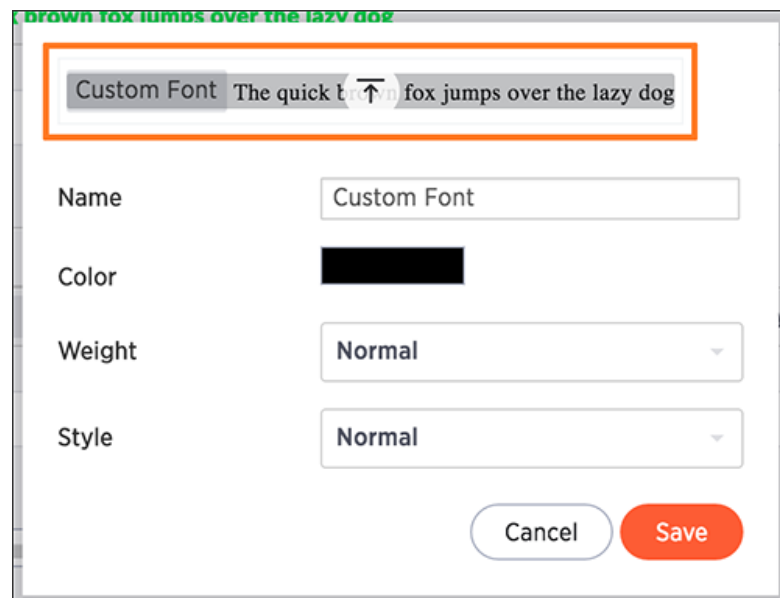 brown fox jumps over the lazy dog
Custom Font The quick brown fox jumps over the lazy dog
Name Custom Font
Color
Weight Normal
Style Normal
Cancel Save